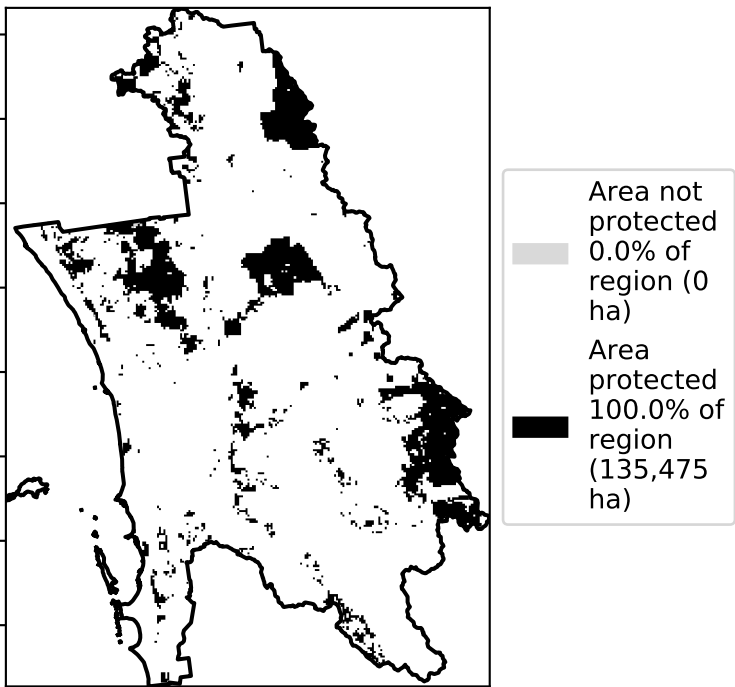 Area not
protected
0.0% of
region (0
ha)
Area
protected
100.0% of
region
(135,475
ha)